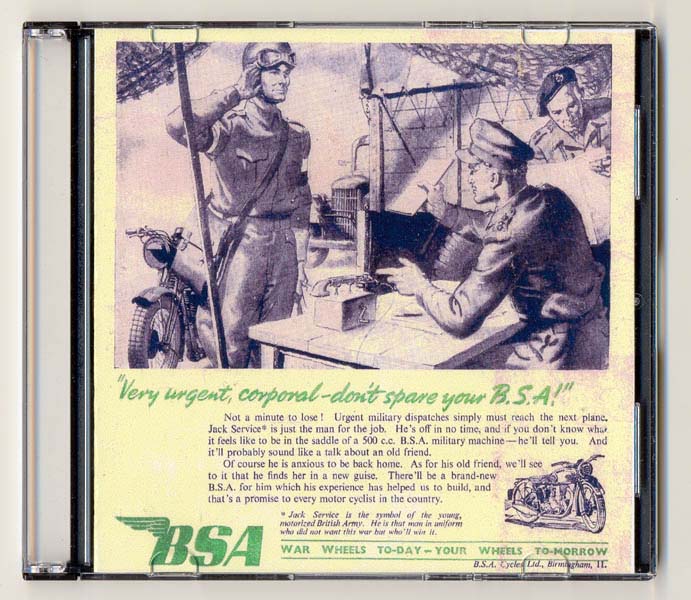 "Very urgent, corporal - don't spare your B.S.A!"
Not a minute to lose! Urgent military dispatches simply must reach the next plane.
Jack Service* is just the man for the job. He's off in no time, and if you don't know what
it feels like to be in the saddle of a 500 c.c. B.S.A. military machine—he'll tell you. And
it'll probably sound like a talk about an old friend.
Of course he is anxious to be back home. As for his old friend, we'll see
to it that he finds her in a new guise. There'll be a brand-new
B.S.A. for him which his experience has helped us to build, and
that's a promise to every motor cyclist in the country.
* Jack Service is the symbol of the young,
motorized British Army. He is that man in uniform
who did not want this war but who'll win it.
BSA
WAR WHEELS TO-DAY — YOUR WHEELS TO-MORROW
B.S.A. Cycles Ltd., Birmingham, 11.
2